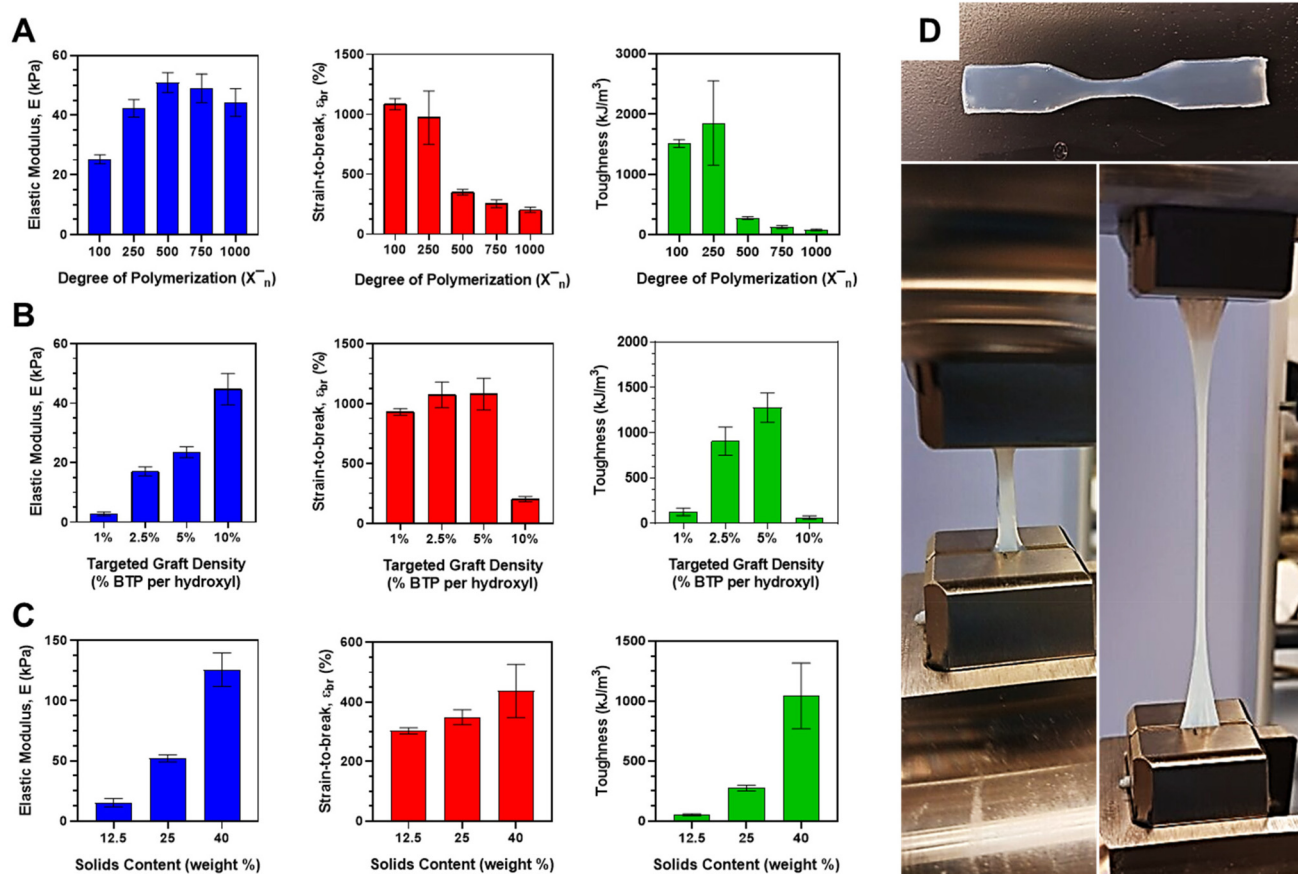 A
60
40
20
0
Elastic Modulus, E (kPa)
100 250 500 750 1000
Degree of Polymerization (X̅n)
1500
1000
500
0
Strain-to-break, εbr (%)
100 250 500 750 1000
Degree of Polymerization (X̅n)
3000
2000
1000
0
Toughness (kJ/m³)
100 250 500 750 1000
Degree of Polymerization (X̅n)
B
60
40
20
0
Elastic Modulus, E (kPa)
1% 2.5% 5% 10%
Targeted Graft Density
(% BTP per hydroxyl)
1500
1000
500
0
Strain-to-break, εbr (%)
1% 2.5% 5% 10%
Targeted Graft Density
(% BTP per hydroxyl)
2000
1500
1000
500
0
Toughness (kJ/m³)
1% 2.5% 5% 10%
Targeted Graft Density
(% BTP per hydroxyl)
C
150
100
50
0
Elastic Modulus, E (kPa)
12.5 25 40
Solids Content (weight %)
600
400
200
0
Strain-to-break, εbr (%)
12.5 25 40
Solids Content (weight %)
1500
1000
500
0
Toughness (kJ/m³)
12.5 25 40
Solids Content (weight %)
D